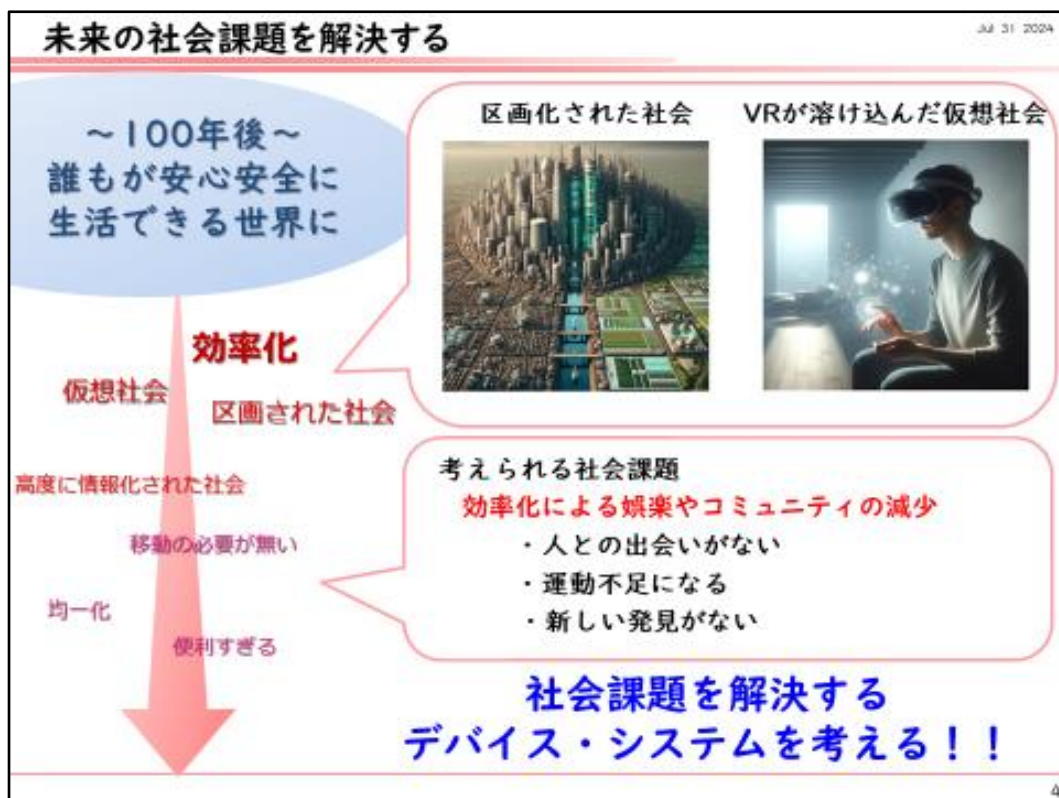 未来の社会課題を解決する
Jul 31 2024
～100年後～
誰もが安心安全に
生活できる世界に
区画化された社会
VRが溶け込んだ仮想社会
効率化
仮想社会
区画された社会
高度に情報化された社会
移動の必要が無い
均一化
便利すぎる
考えられる社会課題
効率化による娯楽やコミュニティの減少
・人との出会いがない
・運動不足になる
・新しい発見がない
社会課題を解決する
デバイス・システムを考える！！
4